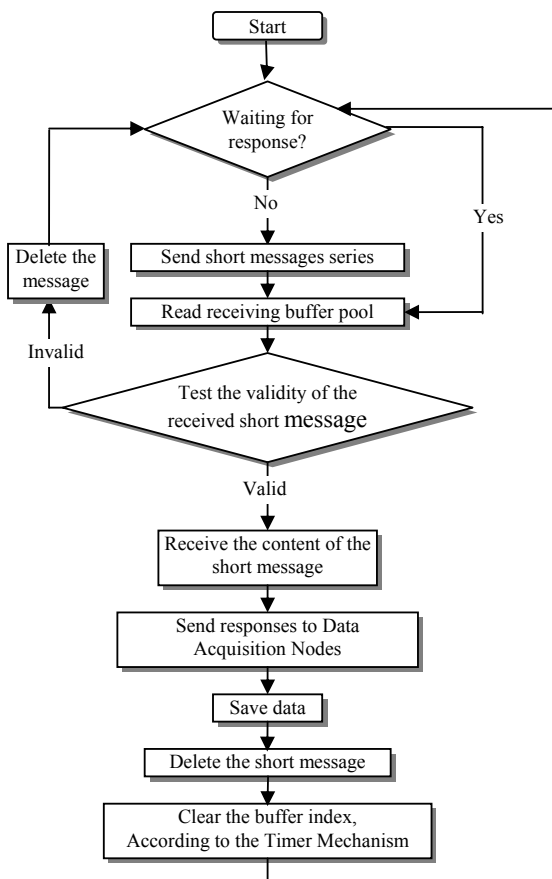 Start
Waiting for
response?
No
Yes
Send short messages series
Delete the
message
Read receiving buffer pool
Invalid
Test the validity of the
received short message
Valid
Receive the content of the
short message
Send responses to Data
Acquisition Nodes
Save data
Delete the short message
Clear the buffer index,
According to the Timer Mechanism